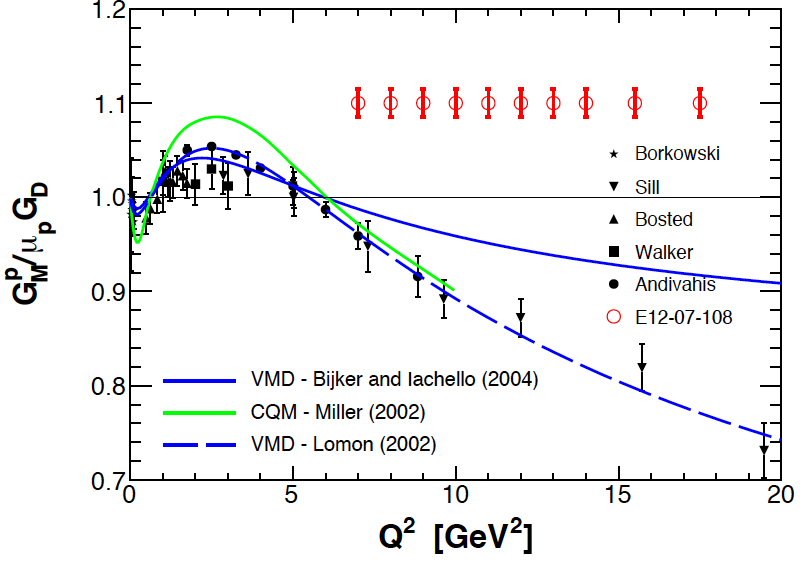 1.2
1.1
1.0
0.9
0.8
0.7
G_M^p/μ_pG_D
Borkowski
Sill
Bosted
Walker
Andivahis
E12-07-108
VMD - Bijker and Iachello (2004)
CQM - Miller (2002)
VMD - Lomon (2002)
0 5 10 15 20
Q² [GeV²]